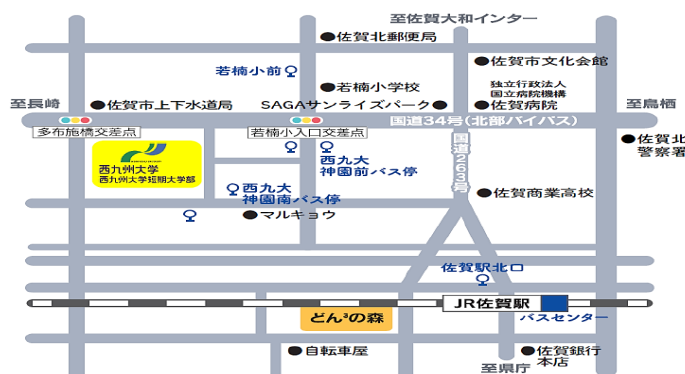 至佐賀大和インター
佐賀北郵便局
佐賀市文化会館
若楠小前
独立行政法人
国立病院機構
若楠小学校
至長崎
佐賀市上下水道局
SAGAサンライズパーク
佐賀病院
至鳥栖
国道34号(北部バイパス)
多布施橋交差点
若楠小入口交差点
佐賀北
警察署
国道263号
西九州大学
西九州大学短期大学部
西九大
神園前バス停
西九大
神園南バス停
佐賀商業高校
マルキョウ
佐賀駅北口
JR佐賀駅
どん³の森
バスセンター
自転車屋
佐賀銀行
本店
至県庁